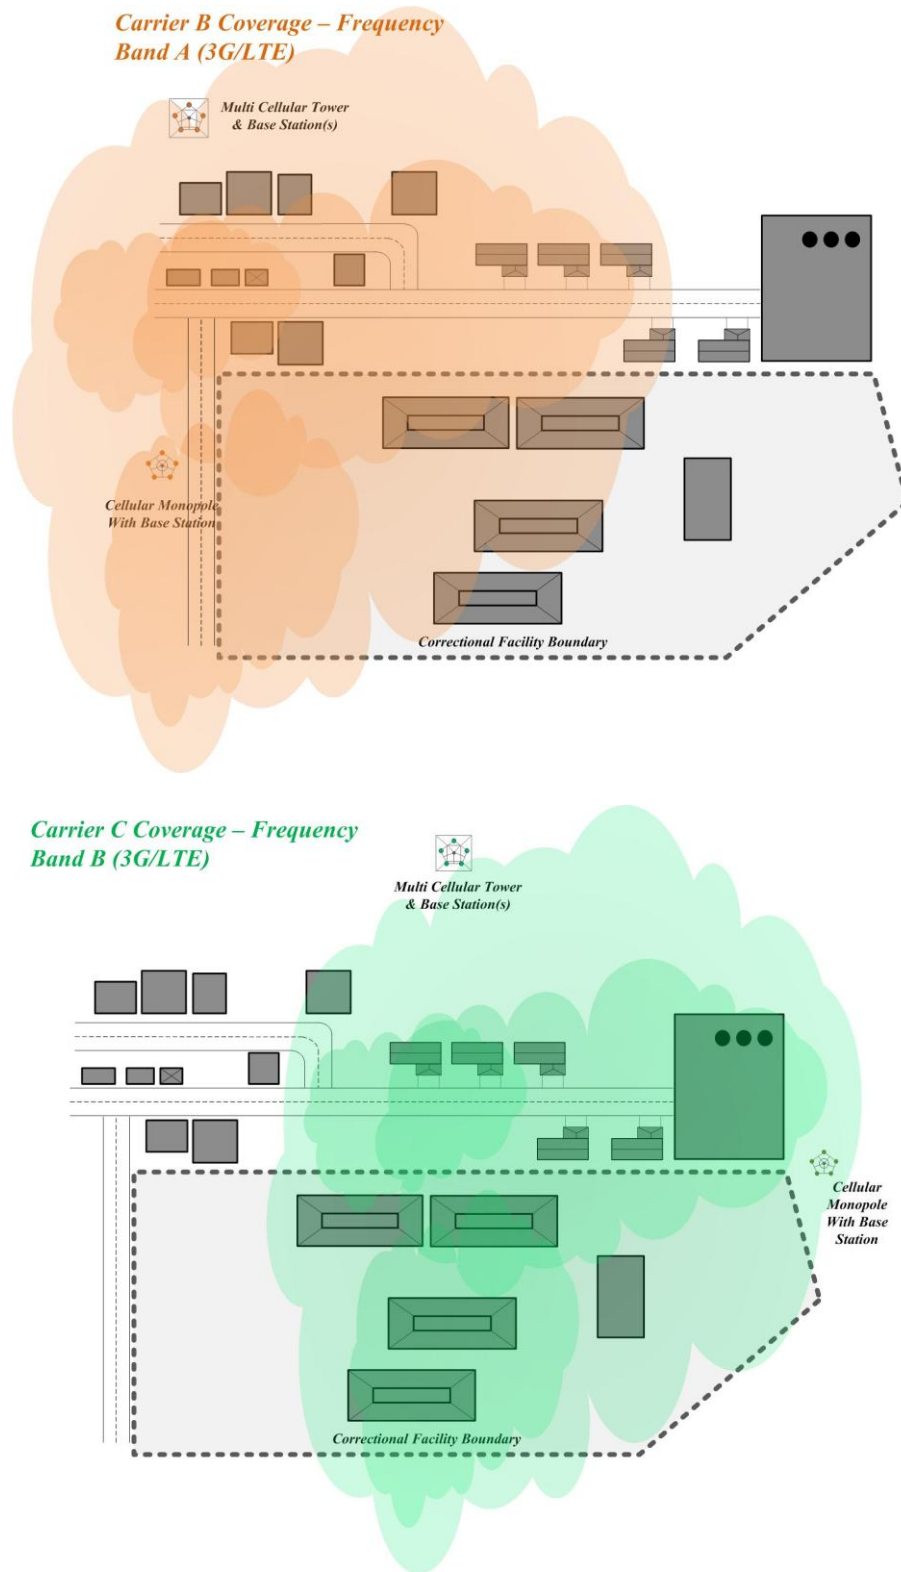 Carrier B Coverage – Frequency
Band A (3G/LTE)
Multi Cellular Tower
& Base Station(s)
Cellular Monopole
With Base Station
Correctional Facility Boundary
Carrier C Coverage – Frequency
Band B (3G/LTE)
Multi Cellular Tower
& Base Station(s)
Cellular
Monopole
With Base
Station
Correctional Facility Boundary